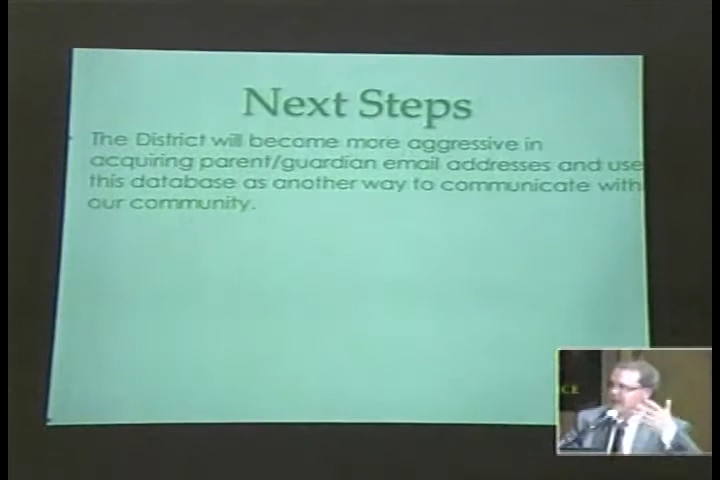 Next Steps
The District will become more aggressive in
acquiring parent/guardian email addresses and use
this database as another way to communicate with
our community.
CE